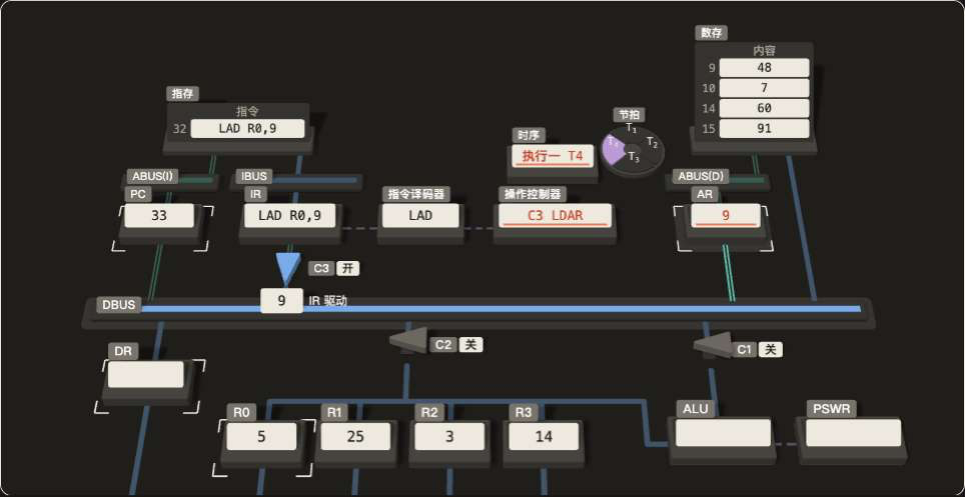 数存
内容
9 48
10 7
14 60
15 91
指存
指令
32 LAD R0,9
时序
执行一 T4
节拍
T1
T2
T3
T4
ABUS(I)
IBUS
ABUS(D)
PC
33
IR
LAD R0,9
指令译码器
LAD
操作控制器
C3 LDAR
AR
9
C3 开
DBUS
9 IR 驱动
C2 关
C1 关
DR
R0
5
R1
25
R2
3
R3
14
ALU
PSWR